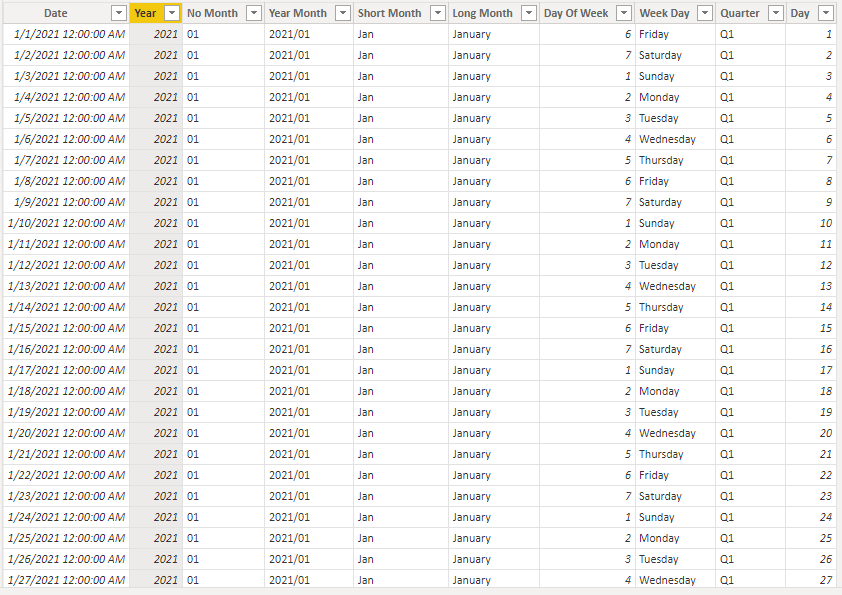 Date Year No Month Year Month Short Month Long Month Day Of Week Week Day Quarter Day
1/1/2021 12:00:00 AM 2021 01 2021/01 Jan January 6 Friday Q1 1
1/2/2021 12:00:00 AM 2021 01 2021/01 Jan January 7 Saturday Q1 2
1/3/2021 12:00:00 AM 2021 01 2021/01 Jan January 1 Sunday Q1 3
1/4/2021 12:00:00 AM 2021 01 2021/01 Jan January 2 Monday Q1 4
1/5/2021 12:00:00 AM 2021 01 2021/01 Jan January 3 Tuesday Q1 5
1/6/2021 12:00:00 AM 2021 01 2021/01 Jan January 4 Wednesday Q1 6
1/7/2021 12:00:00 AM 2021 01 2021/01 Jan January 5 Thursday Q1 7
1/8/2021 12:00:00 AM 2021 01 2021/01 Jan January 6 Friday Q1 8
1/9/2021 12:00:00 AM 2021 01 2021/01 Jan January 7 Saturday Q1 9
1/10/2021 12:00:00 AM 2021 01 2021/01 Jan January 1 Sunday Q1 10
1/11/2021 12:00:00 AM 2021 01 2021/01 Jan January 2 Monday Q1 11
1/12/2021 12:00:00 AM 2021 01 2021/01 Jan January 3 Tuesday Q1 12
1/13/2021 12:00:00 AM 2021 01 2021/01 Jan January 4 Wednesday Q1 13
1/14/2021 12:00:00 AM 2021 01 2021/01 Jan January 5 Thursday Q1 14
1/15/2021 12:00:00 AM 2021 01 2021/01 Jan January 6 Friday Q1 15
1/16/2021 12:00:00 AM 2021 01 2021/01 Jan January 7 Saturday Q1 16
1/17/2021 12:00:00 AM 2021 01 2021/01 Jan January 1 Sunday Q1 17
1/18/2021 12:00:00 AM 2021 01 2021/01 Jan January 2 Monday Q1 18
1/19/2021 12:00:00 AM 2021 01 2021/01 Jan January 3 Tuesday Q1 19
1/20/2021 12:00:00 AM 2021 01 2021/01 Jan January 4 Wednesday Q1 20
1/21/2021 12:00:00 AM 2021 01 2021/01 Jan January 5 Thursday Q1 21
1/22/2021 12:00:00 AM 2021 01 2021/01 Jan January 6 Friday Q1 22
1/23/2021 12:00:00 AM 2021 01 2021/01 Jan January 7 Saturday Q1 23
1/24/2021 12:00:00 AM 2021 01 2021/01 Jan January 1 Sunday Q1 24
1/25/2021 12:00:00 AM 2021 01 2021/01 Jan January 2 Monday Q1 25
1/26/2021 12:00:00 AM 2021 01 2021/01 Jan January 3 Tuesday Q1 26
1/27/2021 12:00:00 AM 2021 01 2021/01 Jan January 4 Wednesday Q1 27